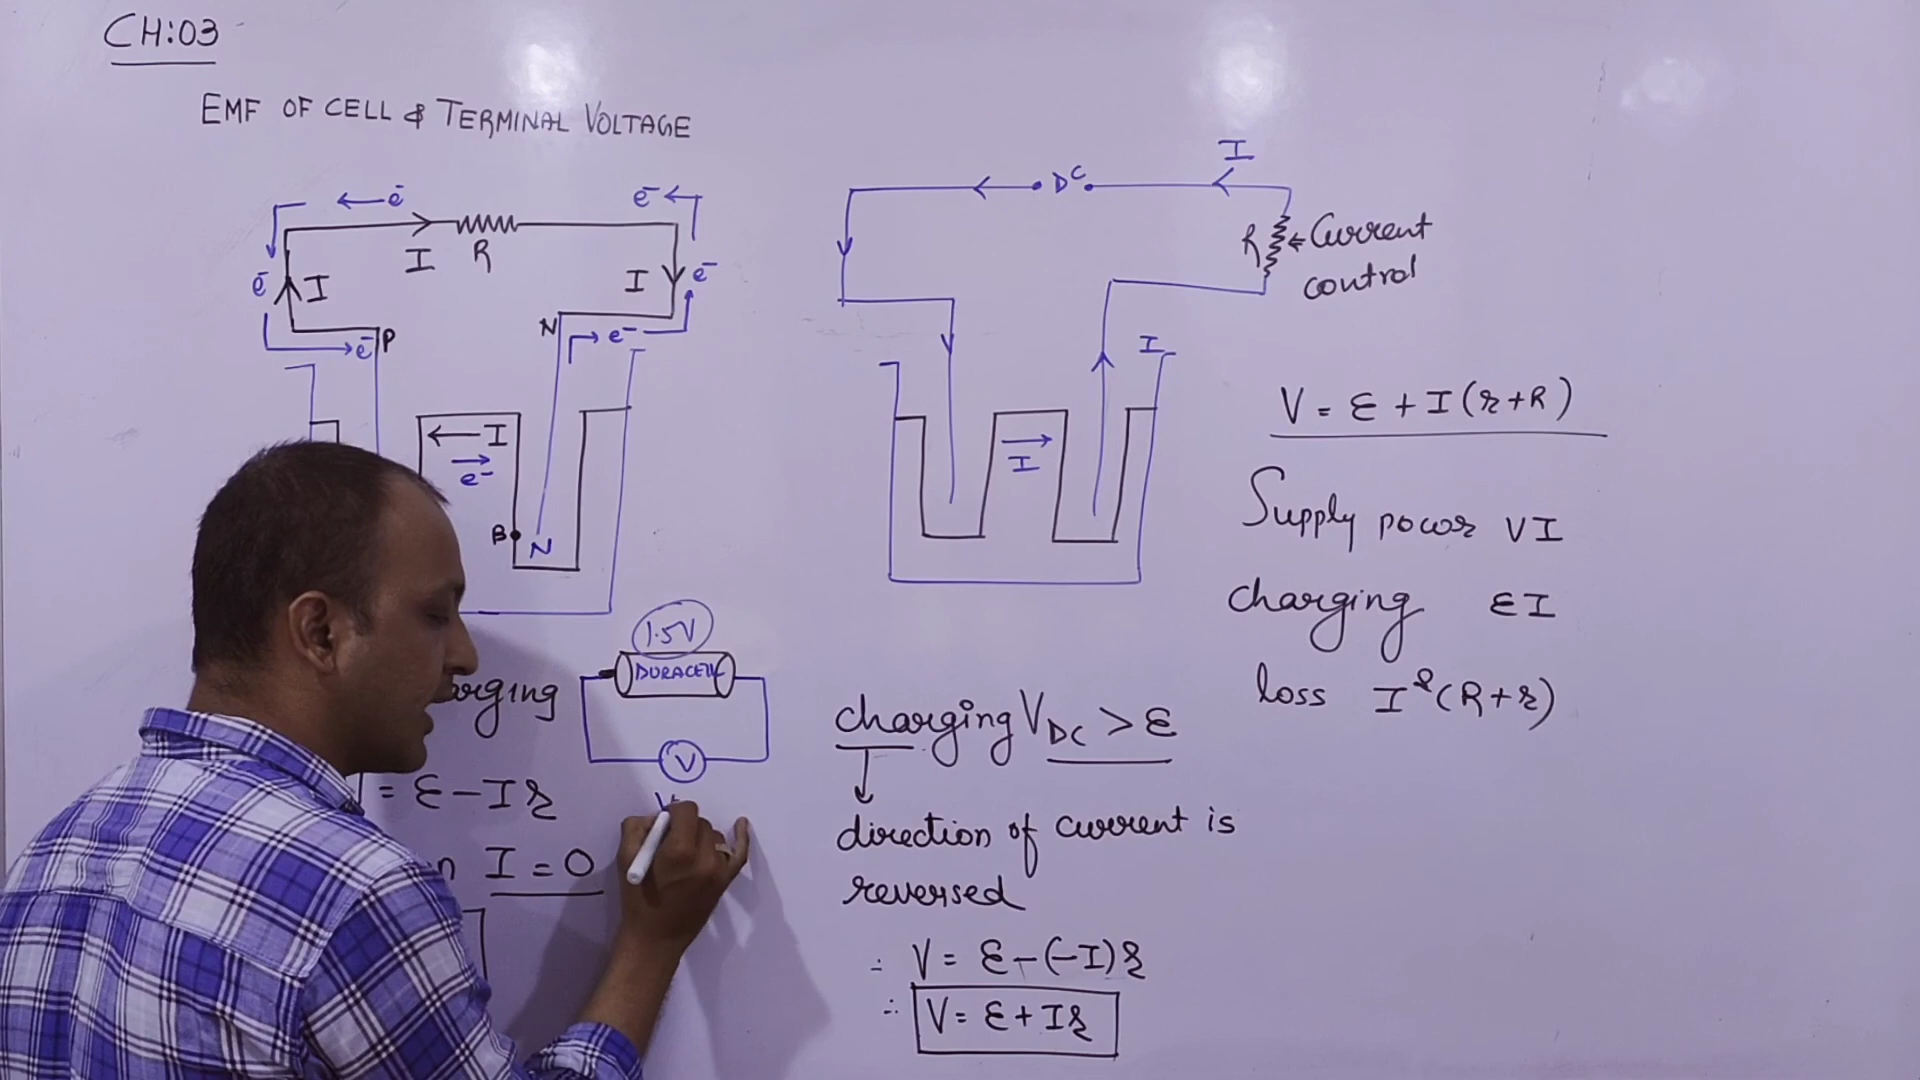 CH:03
EMF OF CELL & TERMINAL VOLTAGE
←e⁻
e⁻←
I R
e⁻ I
I e⁻
P
→e⁻
N
→e⁻
←I
→
e⁻
B N
1.5V
DURACELL
V
= ε-Ir
I=0
DC
I
R ← Current
control
I
→
I
V = ε + I(r+R)
Supply power VI
Charging εI
loss I²(R+r)
charging V_DC > ε
↓
direction of current is
reversed
∴ V = ε-(-I)r
∴ V = ε+Ir